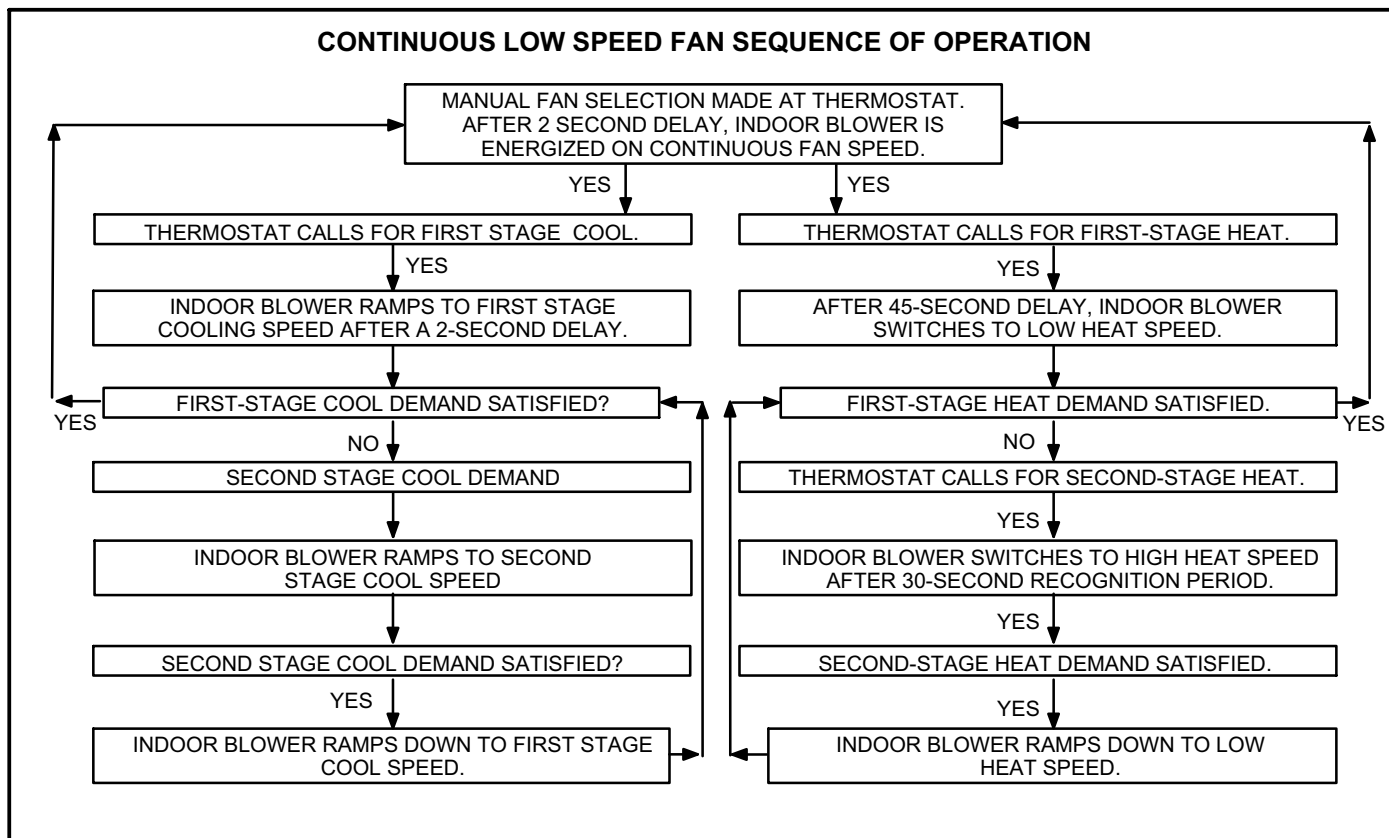 CONTINUOUS LOW SPEED FAN SEQUENCE OF OPERATION
MANUAL FAN SELECTION MADE AT THERMOSTAT.
AFTER 2 SECOND DELAY, INDOOR BLOWER IS
ENERGIZED ON CONTINUOUS FAN SPEED.
YES
YES
THERMOSTAT CALLS FOR FIRST STAGE COOL.
YES
INDOOR BLOWER RAMPS TO FIRST STAGE
COOLING SPEED AFTER A 2-SECOND DELAY.
FIRST-STAGE COOL DEMAND SATISFIED?
YES
NO
SECOND STAGE COOL DEMAND
INDOOR BLOWER RAMPS TO SECOND
STAGE COOL SPEED
SECOND STAGE COOL DEMAND SATISFIED?
YES
INDOOR BLOWER RAMPS DOWN TO FIRST STAGE
COOL SPEED.
THERMOSTAT CALLS FOR FIRST-STAGE HEAT.
YES
AFTER 45-SECOND DELAY, INDOOR BLOWER
SWITCHES TO LOW HEAT SPEED.
FIRST-STAGE HEAT DEMAND SATISFIED.
YES
NO
THERMOSTAT CALLS FOR SECOND-STAGE HEAT.
YES
INDOOR BLOWER SWITCHES TO HIGH HEAT SPEED
AFTER 30-SECOND RECOGNITION PERIOD.
YES
SECOND-STAGE HEAT DEMAND SATISFIED.
YES
INDOOR BLOWER RAMPS DOWN TO LOW
HEAT SPEED.